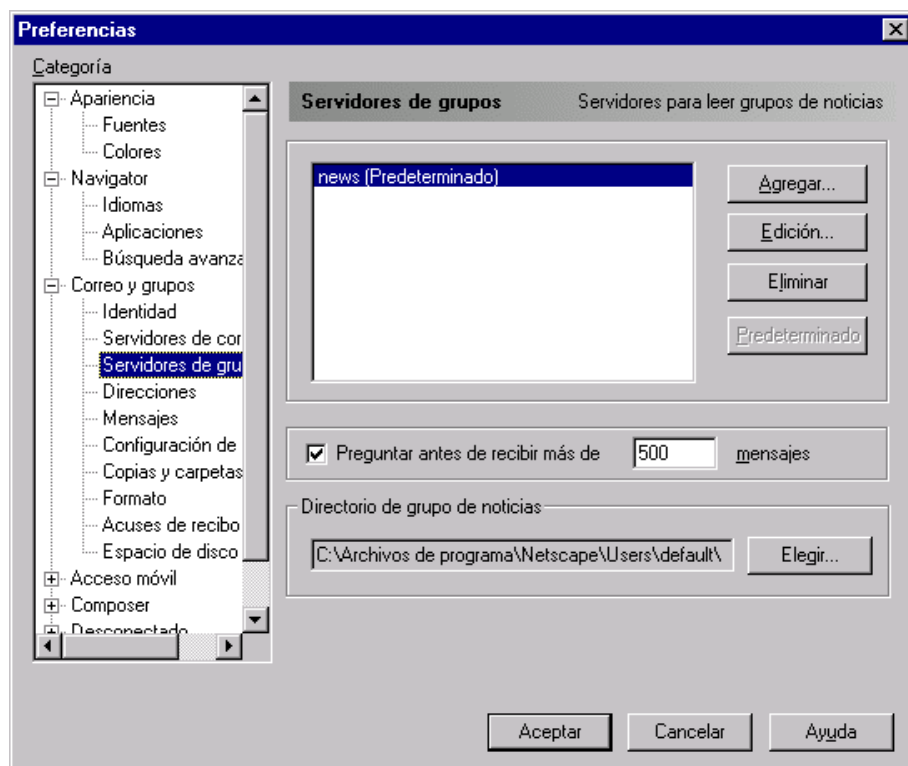 Preferencias
Categoría
Apariencia
Fuentes
Colores
Navigator
Idiomas
Aplicaciones
Búsqueda avanza
Correo y grupos
Identidad
Servidores de cor
Servidores de gru
Direcciones
Mensajes
Configuración de
Copias y carpetas
Formato
Acuses de recibo
Espacio de disco
Acceso móvil
Composer
Desconectado
Servidores de grupos Servidores para leer grupos de noticias
news (Predeterminado)
Agregar...
Edición...
Eliminar
Predeterminado
Preguntar antes de recibir más de 500 mensajes
Directorio de grupo de noticias
C:\Archivos de programa\Netscape\Users\default\ Elegir...
Aceptar Cancelar Ayuda